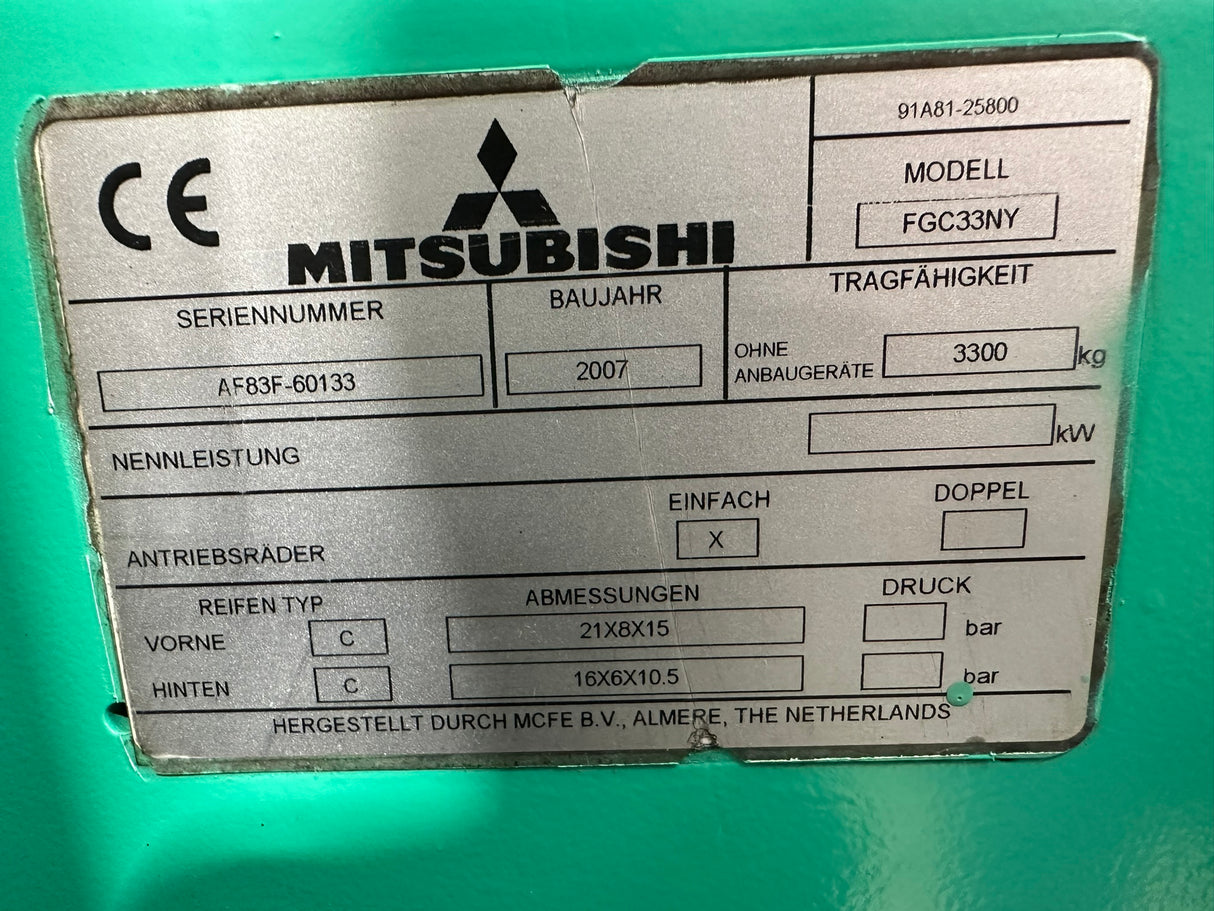 CE
MITSUBISHI
91A81-25800
MODELL
FGC33NY
SERIENNUMMER
AF83F-60133
BAUJAHR
2007
TRAGFÄHIGKEIT
OHNE
ANBAUGERÄTE 3300 kg
NENNLEISTUNG kW
EINFACH DOPPEL
ANTRIEBSRÄDER X
REIFEN TYP ABMESSUNGEN DRUCK
VORNE C 21X8X15 bar
HINTEN C 16X6X10.5 bar
HERGESTELLT DURCH MCFE B.V., ALMERE, THE NETHERLANDS